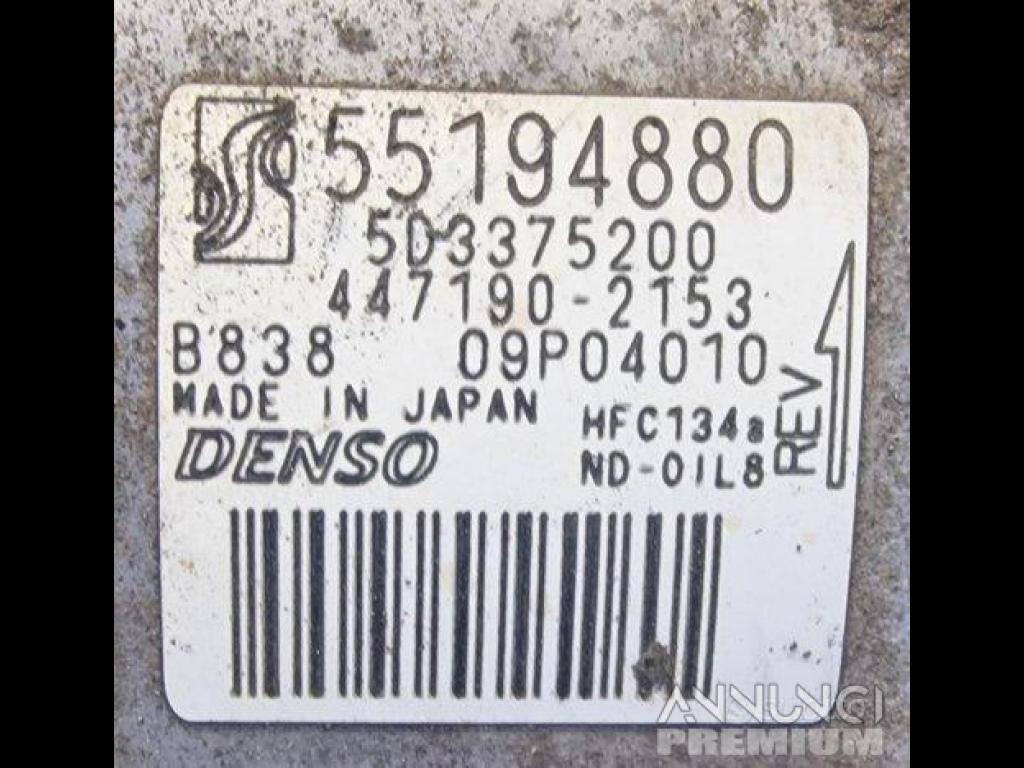 55194880
5D3375200
447190-2153
B838 09P04010
MADE IN JAPAN
HFC134a
DENSO
ND-OIL8
REV
ANNUNCI
PREMIUM